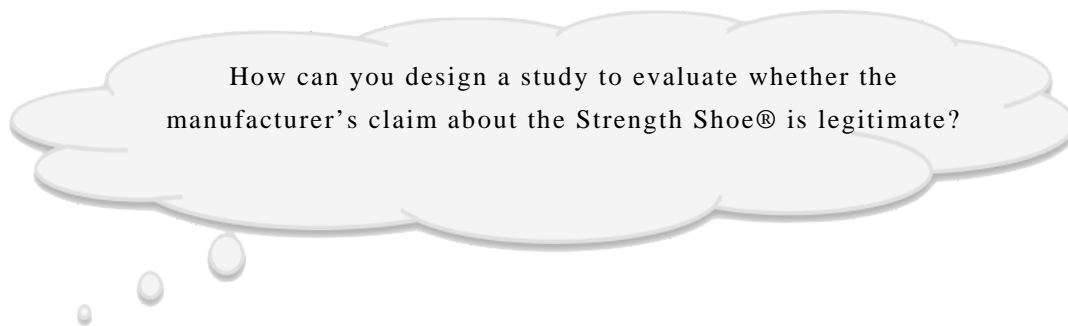 How can you design a study to evaluate whether the
manufacturer’s claim about the Strength Shoe® is legitimate?